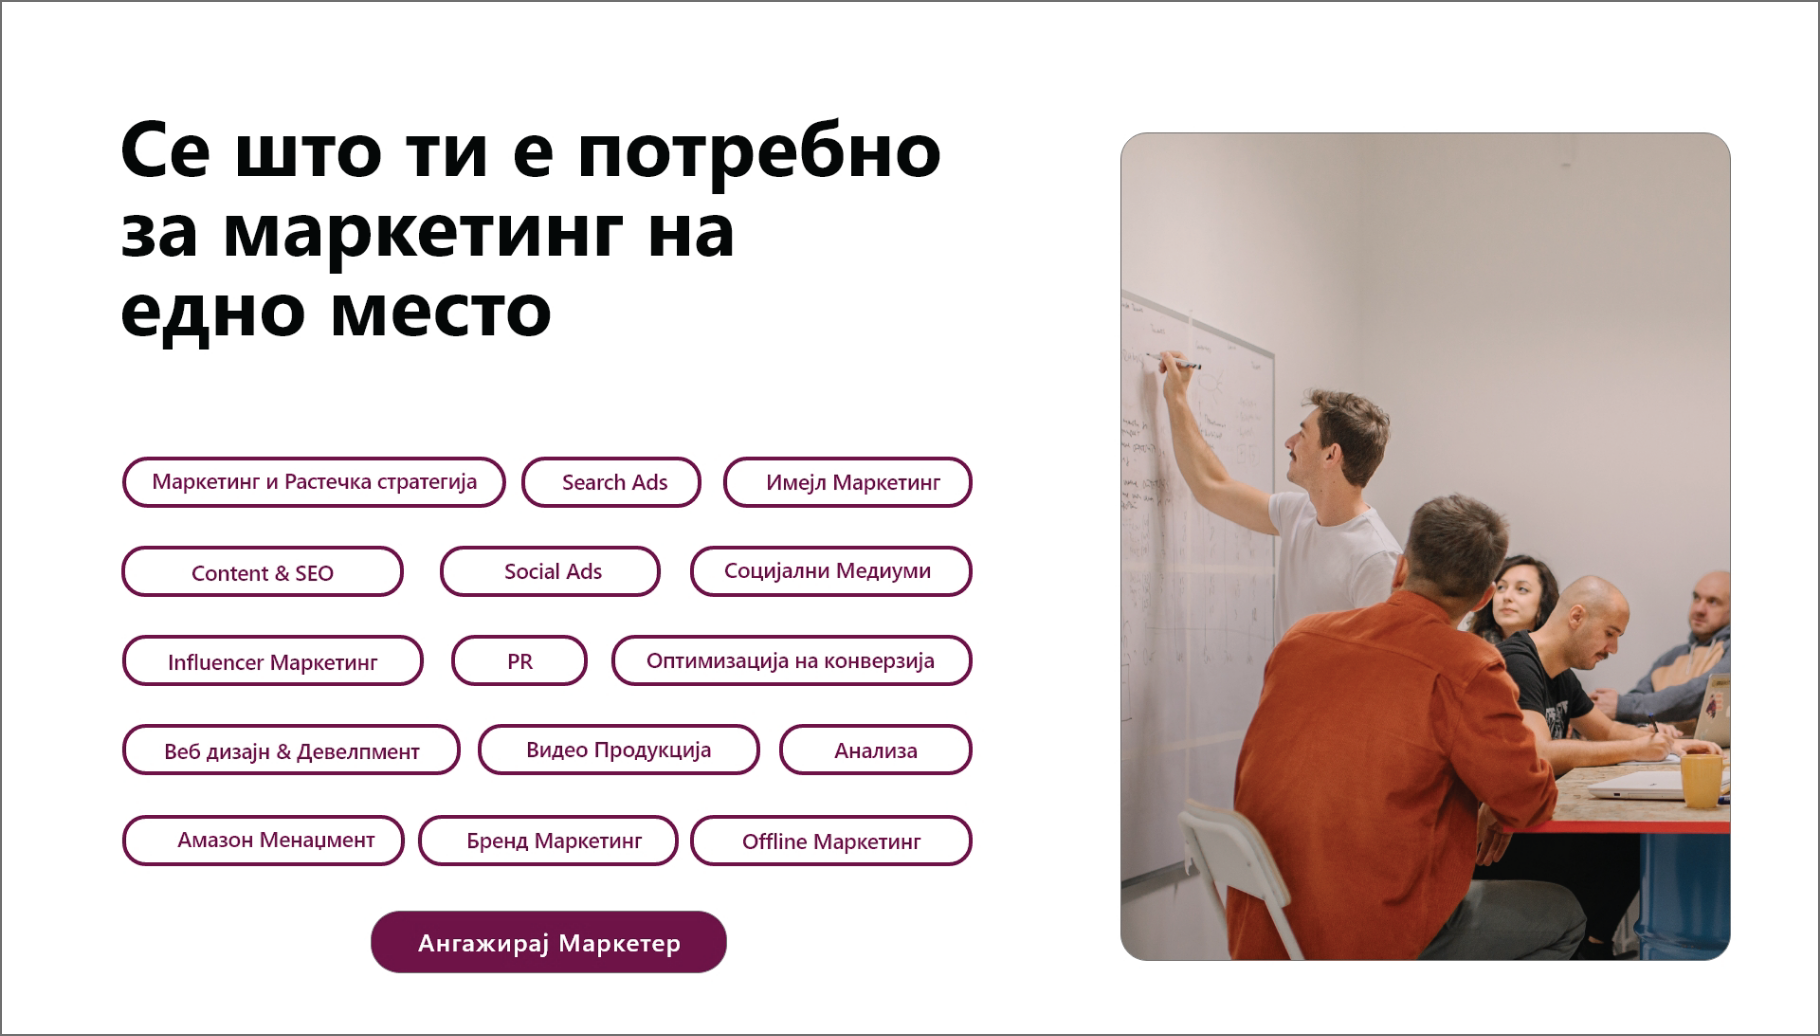 Се што ти е потребно
за маркетинг на
едно место
Маркетинг и Растечка стратегија
Search Ads
Имејл Маркетинг
Content & SEO
Social Ads
Социјални Медиуми
Influencer Маркетинг
PR
Оптимизација на конверзија
Веб дизајн & Девелпмент
Видео Продукција
Анализа
Амазон Менаџмент
Бренд Маркетинг
Offline Маркетинг
Ангажирај Маркетер